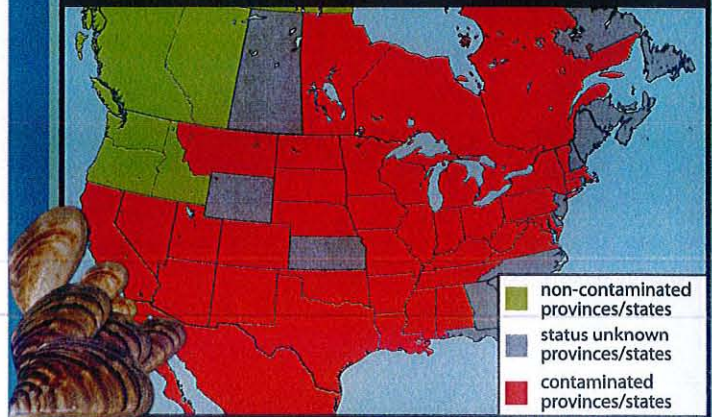 non-contaminated
provinces/states
status unknown
provinces/states
contaminated
provinces/states